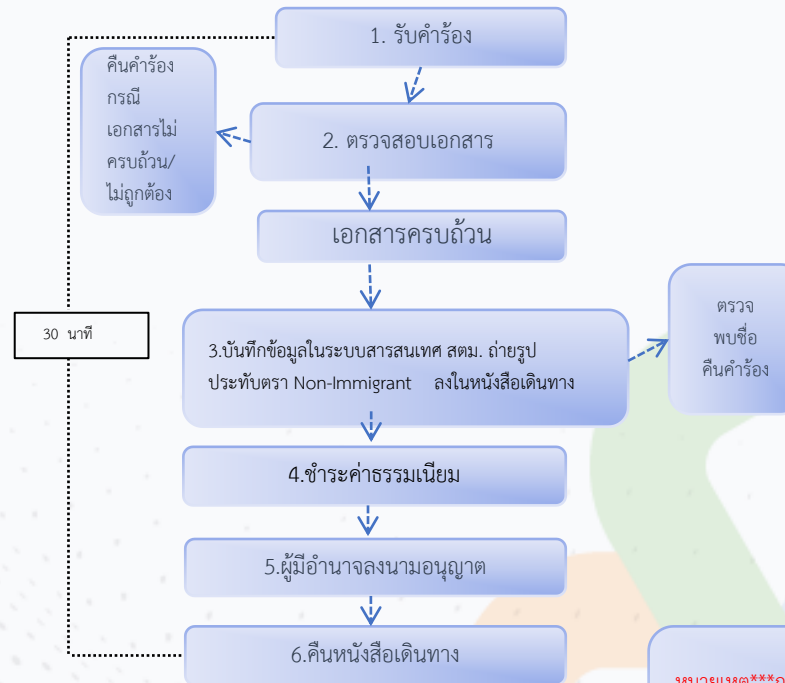 1. รับคำร้อง
คืนคำร้อง
กรณี
เอกสารไม่
ครบถ้วน/
ไม่ถูกต้อง
2. ตรวจสอบเอกสาร
เอกสารครบถ้วน
30 นาที
3.บันทึกข้อมูลในระบบสารสนเทศ สตม. ถ่ายรูป
ประทับตรา Non-Immigrant ลงในหนังสือเดินทาง
ตรวจ
พบชื่อ
คืนคำร้อง
4.ชำระค่าธรรมเนียม
5.ผู้มีอำนาจลงนามอนุญาต
6.คืนหนังสือเดินทาง